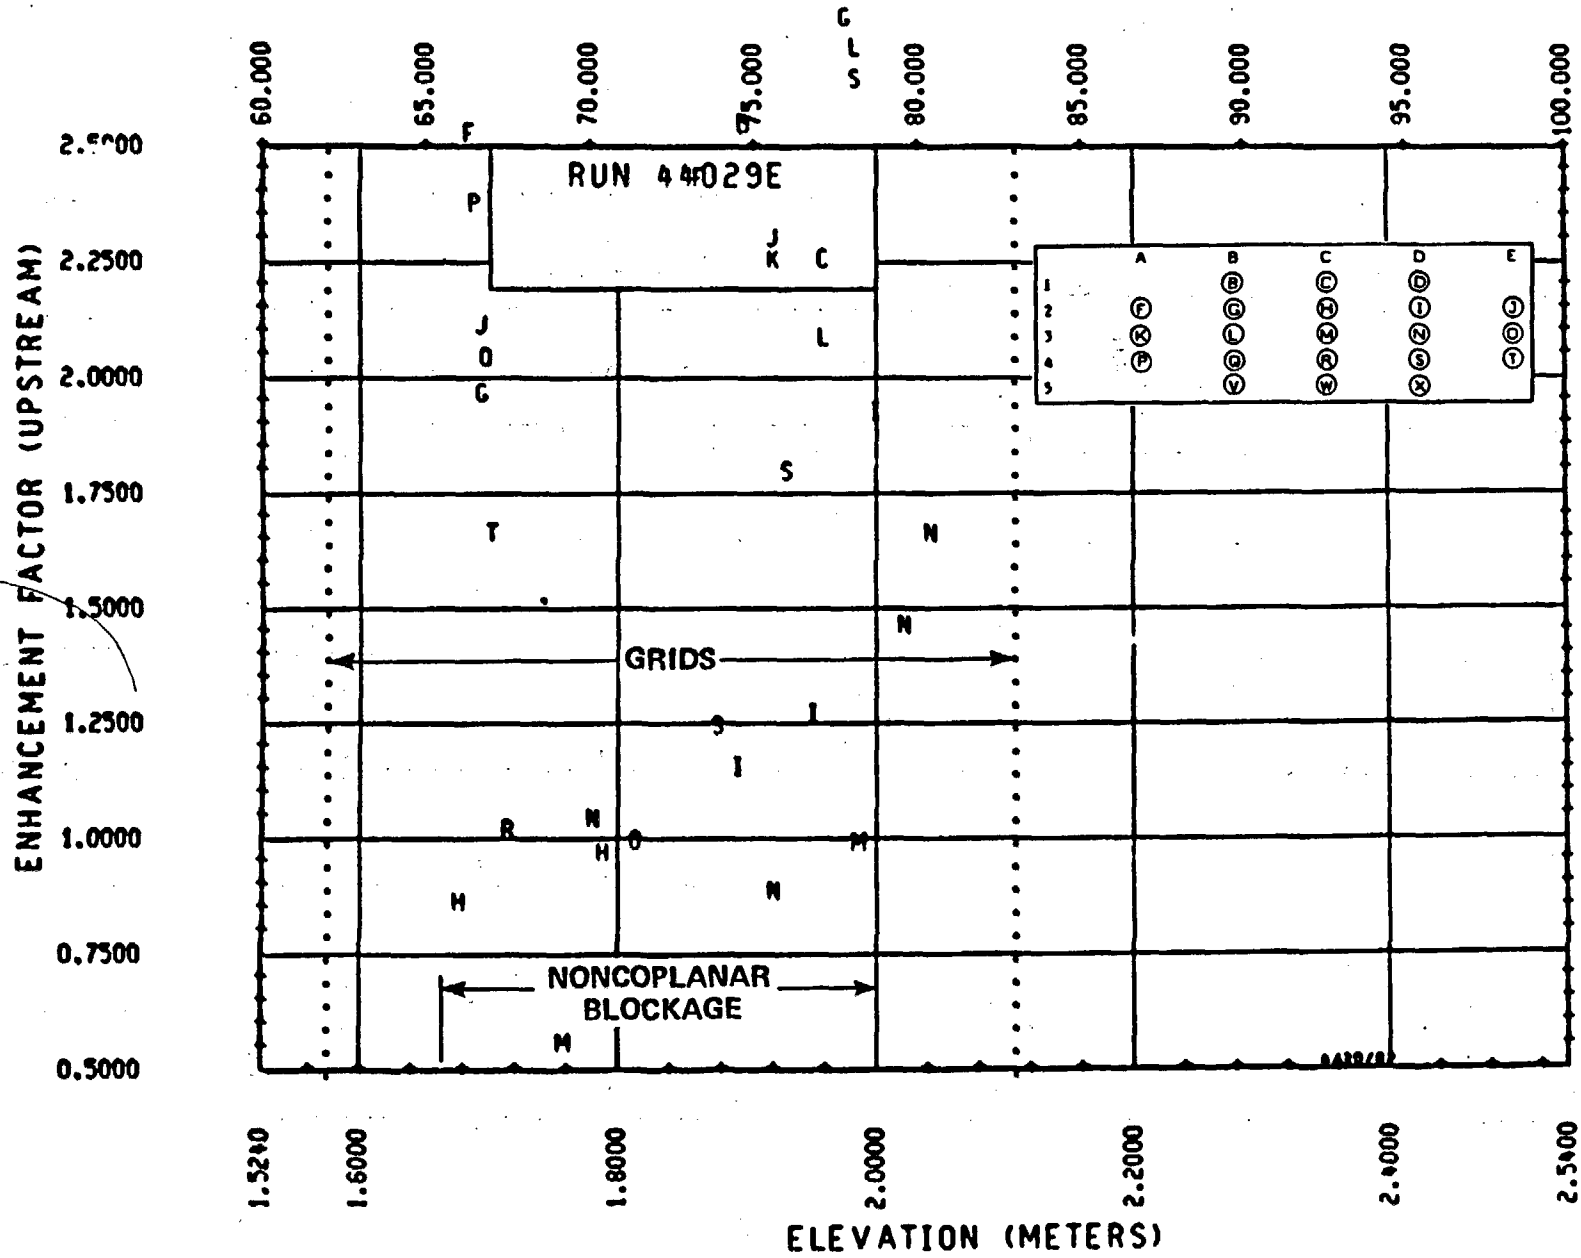 G
L
S
60.000 65.000 70.000 75.000 80.000 85.000 90.000 95.000 100.000
F
RUN
P
J
K C
A B C D E
1 B C D
2 F G H I J
3 K L M N O
4 P Q R S T
5 V W X
J
L
O
G
S
T N
N
GRIDS
I
I
R N
H M
H N
NONCOPLANAR
BLOCKAGE
M
2.2500
2.0000
1.7500
1.5000
1.2500
1.0000
0.7500
0.5000
ENHANCEMENT FACTOR (UPSTREAM)
1.5240 1.6000 1.8000 2.0000 2.2000 2.4000 2.5400
ELEVATION (METERS)